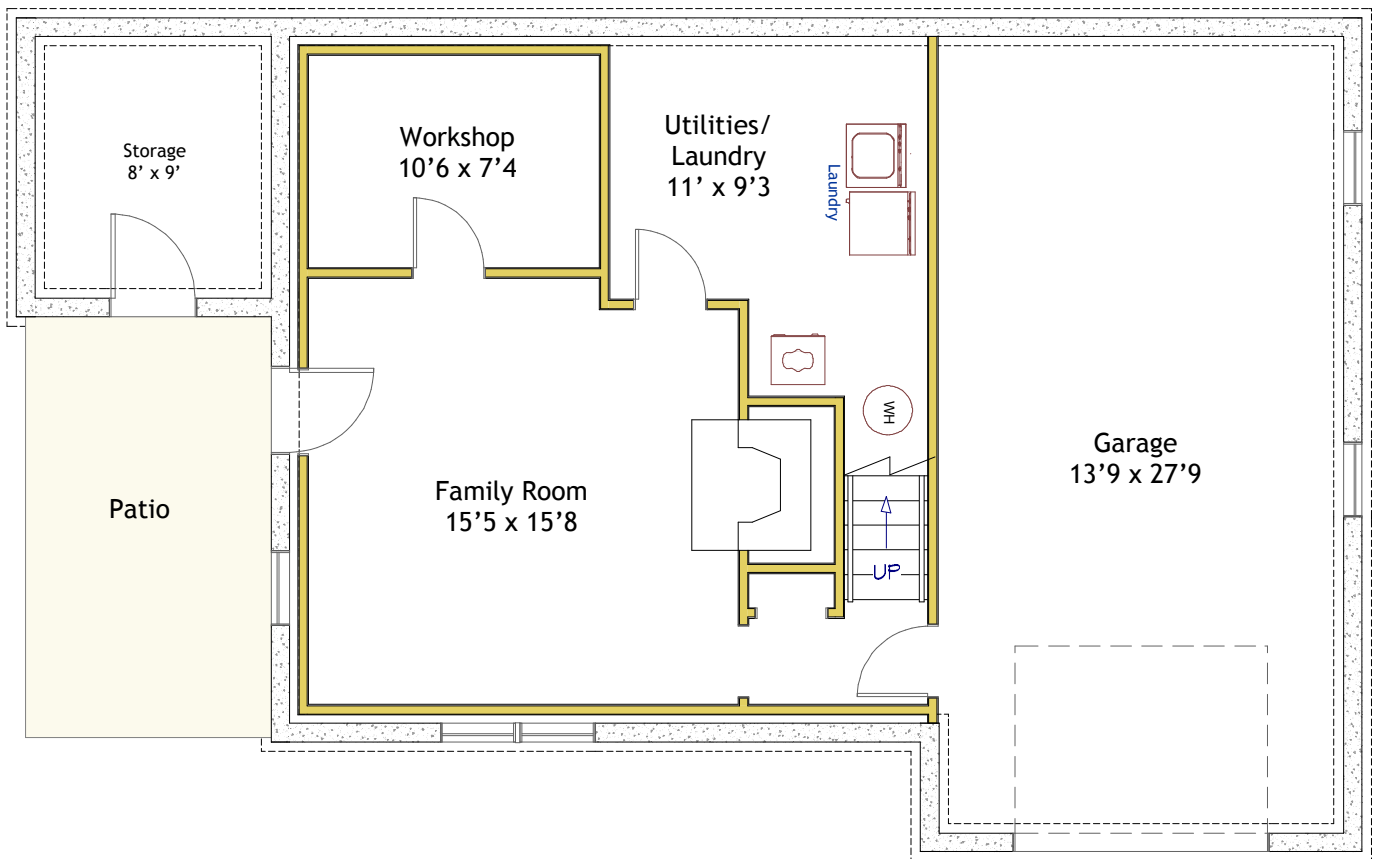 Storage
8’ x 9’
Workshop
10’6 x 7’4
Utilities/
Laundry
11’ x 9’3
Laundry
WH
Garage
13’9 x 27’9
Family Room
15’5 x 15’8
Patio
UP